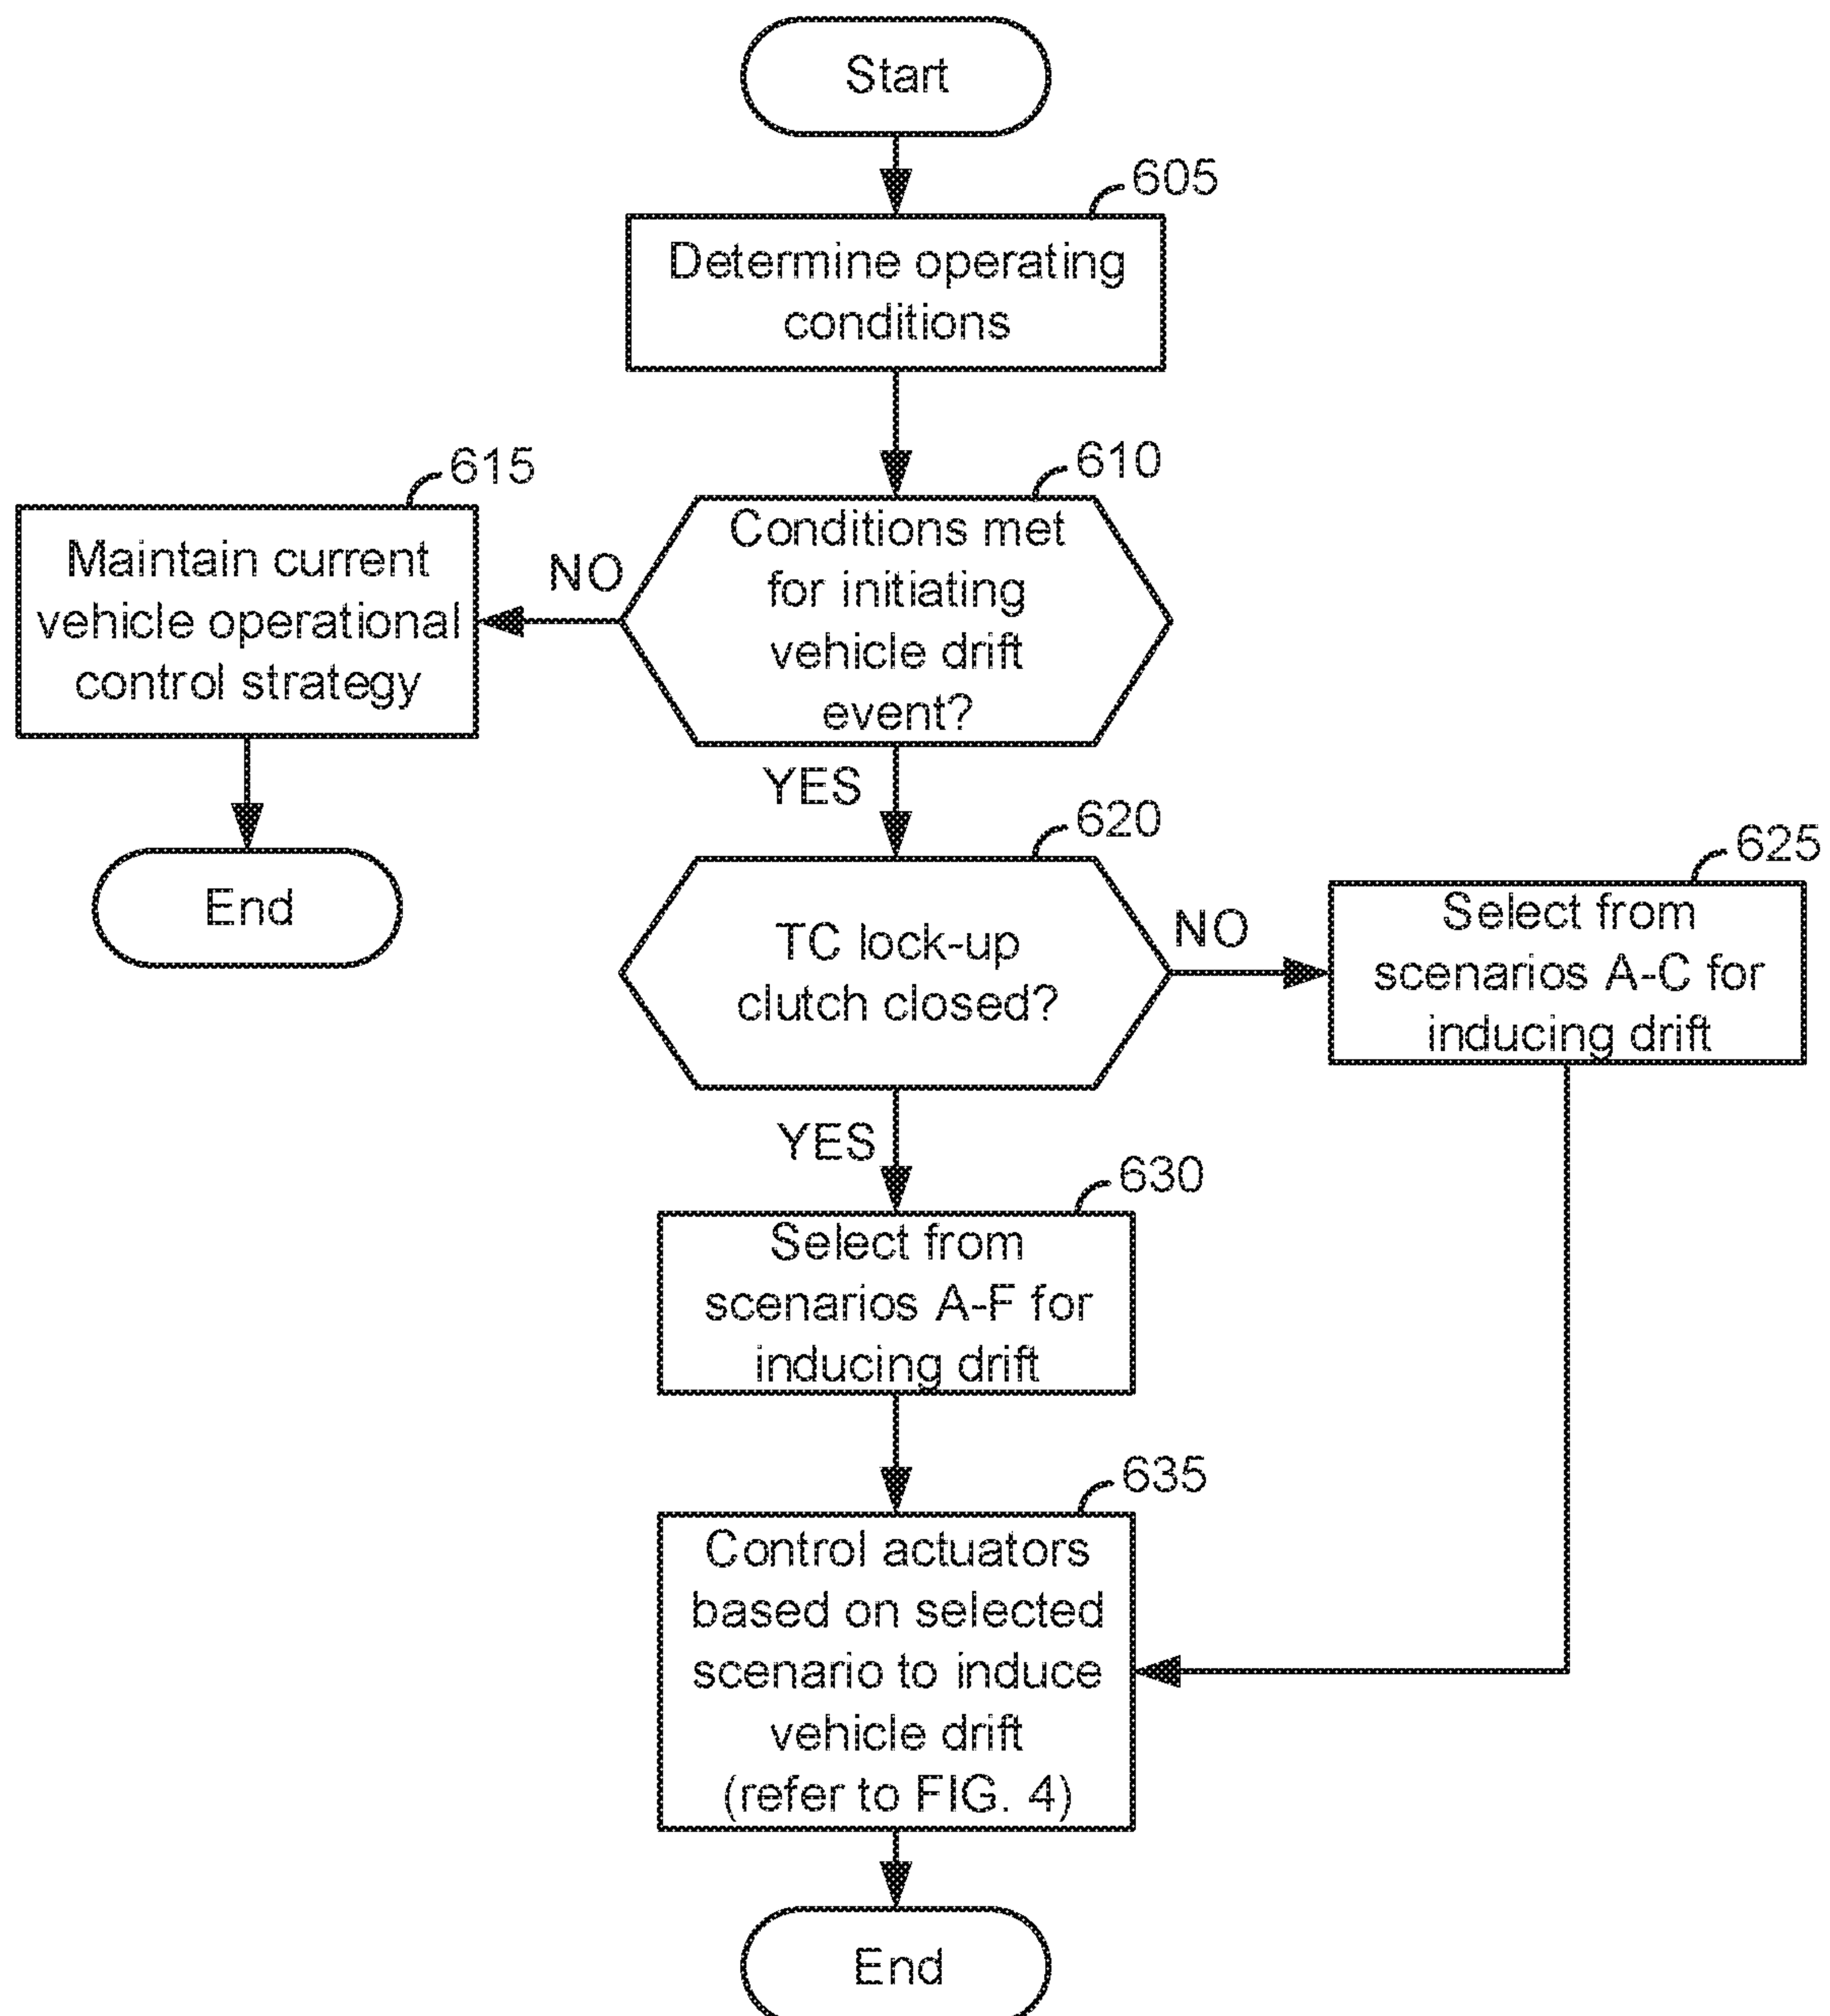 Start
605
Determine operating
conditions
610
Conditions met
for initiating
vehicle drift
event?
615
Maintain current
vehicle operational
control strategy
NO
End
YES
620
TC lock-up
clutch closed?
NO
625
Select from
scenarios A-C for
inducing drift
YES
630
Select from
scenarios A-F for
inducing drift
635
Control actuators
based on selected
scenario to induce
vehicle drift
(refer to FIG. 4)
End